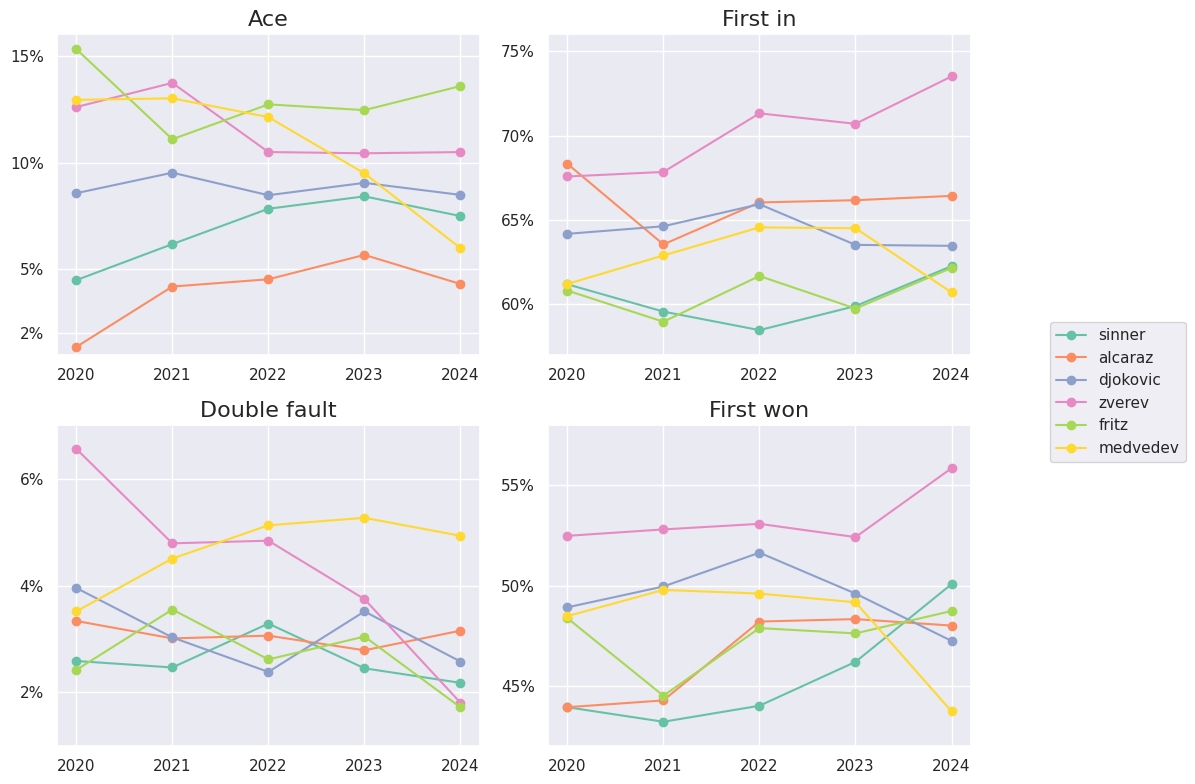 Ace
15%
10%
5%
2%
2020 2021 2022 2023 2024
First in
75%
70%
65%
60%
2020 2021 2022 2023 2024
sinner
alcaraz
djokovic
zverev
fritz
medvedev
Double fault
6%
4%
2%
2020 2021 2022 2023 2024
First won
55%
50%
45%
2020 2021 2022 2023 2024